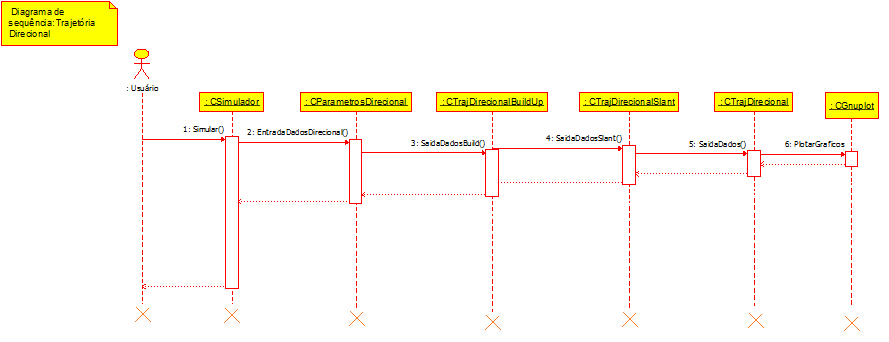 Diagrama de
sequência: Trajetória
Direcional
: Usuário
: CSimulador
: CParametrosDirecional
: CTrajDirecionalBuildUp
: CTrajDirecionalSlant
: CTrajDirecional
: CGnuplot
1: Simular()
2: EntradaDadosDirecional()
3: SaidaDadosBuild()
4: SaidaDadosSlant()
5: SaidaDados()
6: PlotarGraficos